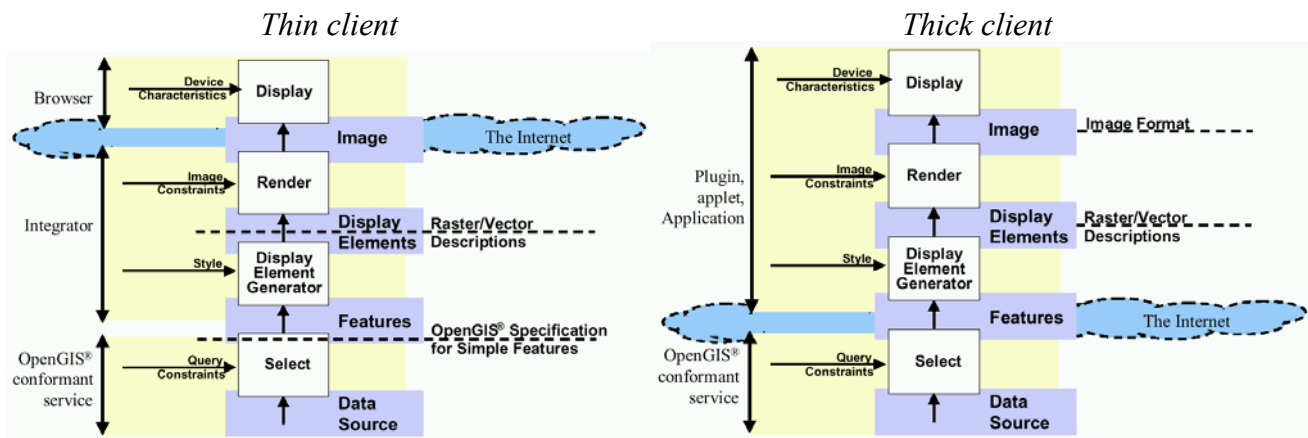 Thin client
Device
Characteristics
Display
Browser
Image
The Internet
Image
Constraints
Render
Integrator
Display
Elements
Raster/Vector
Descriptions
Style
Display
Element
Generator
Features
OpenGIS® Specification
for Simple Features
OpenGIS®
conformant
service
Query
Constraints
Select
Data
Source
Thick client
Device
Characteristics
Display
Image
Image Format
Plugin,
applet,
Application
Image
Constraints
Render
Display
Elements
Raster/Vector
Descriptions
Style
Display
Element
Generator
Features
The Internet
OpenGIS®
conformant
service
Query
Constraints
Select
Data
Source